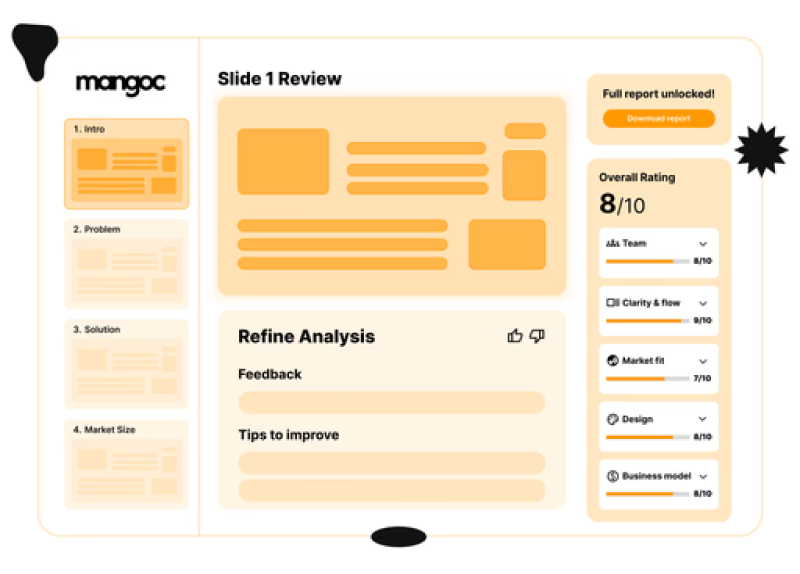 mangoc
1. Intro
2. Problem
3. Solution
4. Market Size
Slide 1 Review
Refine Analysis
Feedback
Tips to improve
Full report unlocked!
Download report
Overall Rating
8/10
Team
8/10
Clarity & flow
9/10
Market fit
7/10
Design
8/10
Business model
8/10